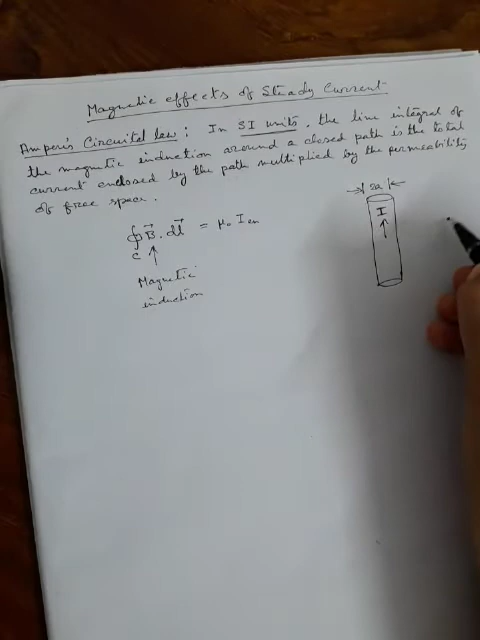 Magnetic effects of Steady Current
Ampere's Circuital law : In SI units, the line integral of
the magnetic induction around a closed path is the total
current enclosed by the path multiplied by the permeability
of free space.
∮B⃗. dl⃗ = μ₀ I en
C
Magnetic
induction
I